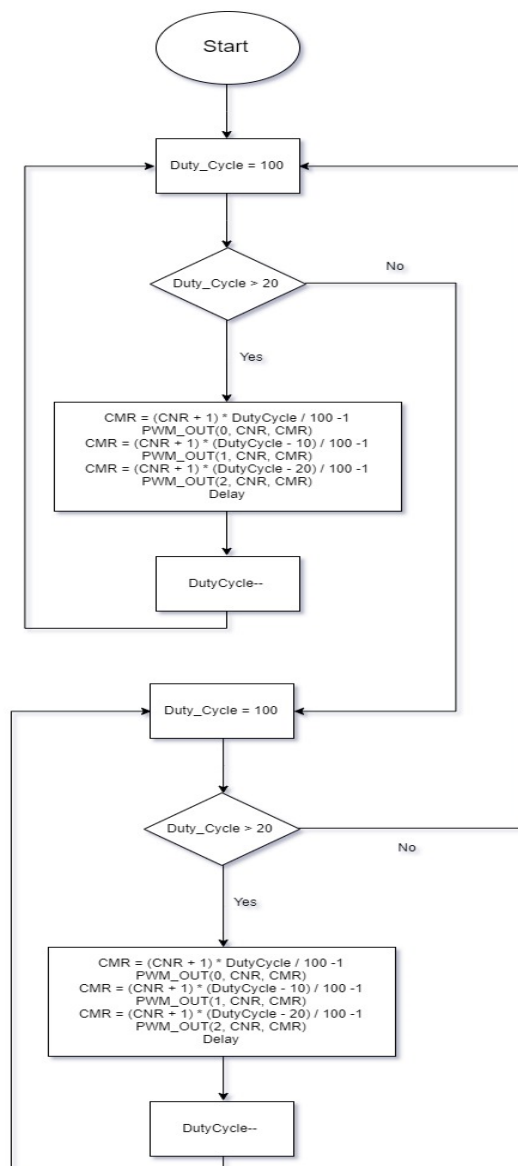 Start
Duty_Cycle = 100
Duty_Cycle > 20
No
Yes
CMR = (CNR + 1) * DutyCycle / 100 -1
PWM_OUT(0, CNR, CMR)
CMR = (CNR + 1) * (DutyCycle - 10) / 100 -1
PWM_OUT(1, CNR, CMR)
CMR = (CNR + 1) * (DutyCycle - 20) / 100 -1
PWM_OUT(2, CNR, CMR)
Delay
DutyCycle--
Duty_Cycle = 100
Duty_Cycle > 20
No
Yes
CMR = (CNR + 1) * DutyCycle / 100 -1
PWM_OUT(0, CNR, CMR)
CMR = (CNR + 1) * (DutyCycle - 10) / 100 -1
PWM_OUT(1, CNR, CMR)
CMR = (CNR + 1) * (DutyCycle - 20) / 100 -1
PWM_OUT(2, CNR, CMR)
Delay
DutyCycle--